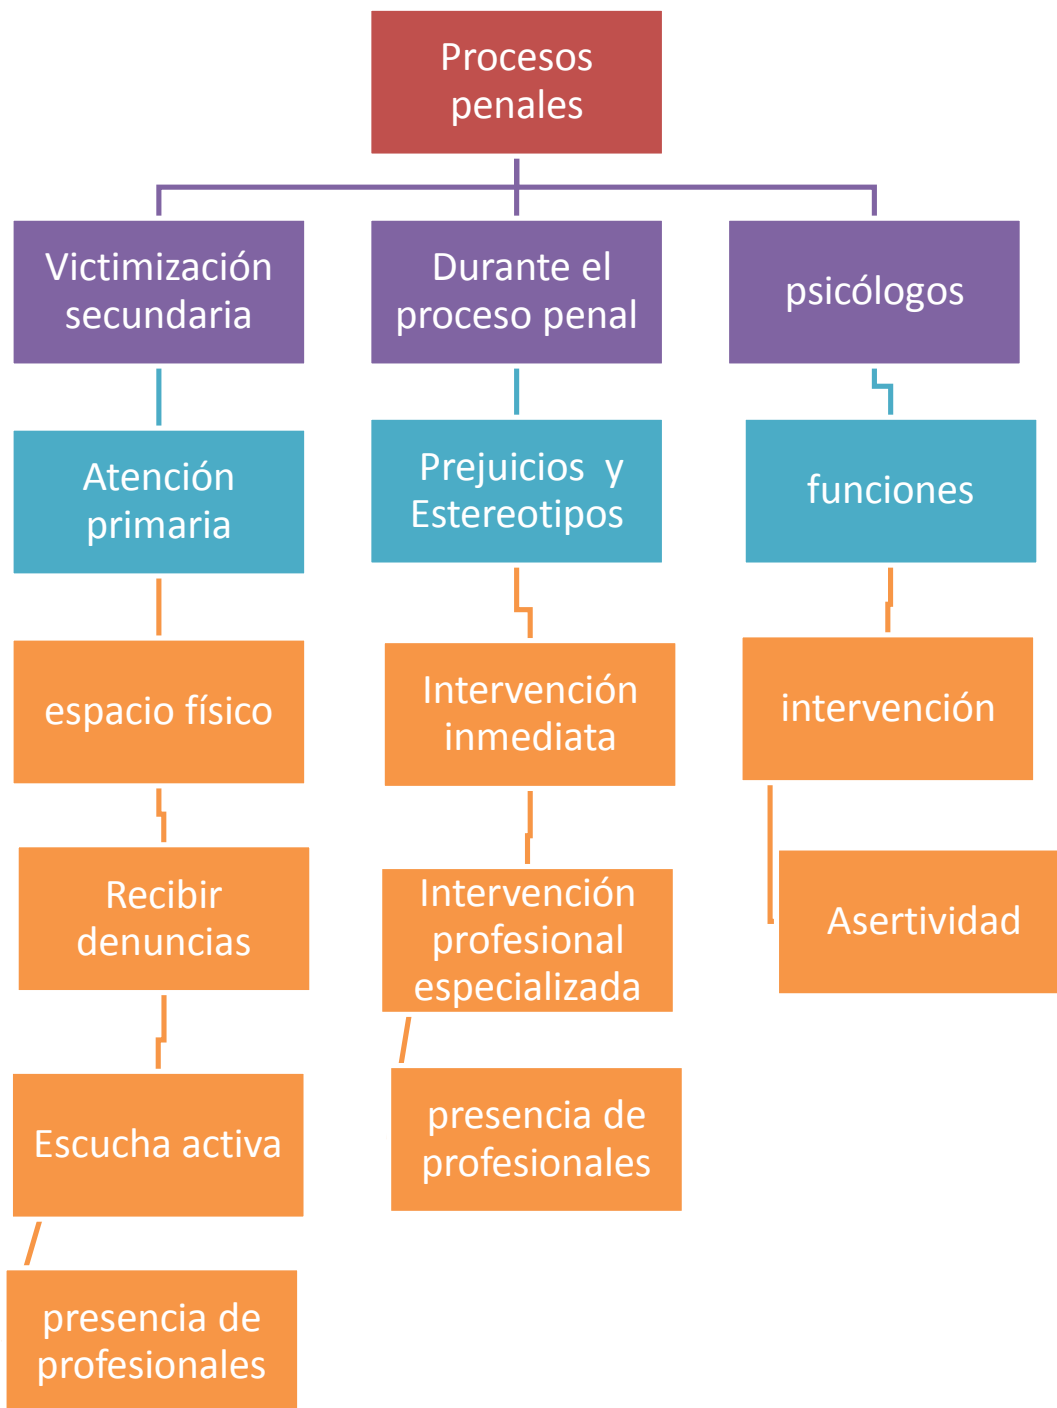 Procesos
penales
Victimización
secundaria
Durante el
proceso penal
psicólogos
Atención
primaria
Prejuicios y
Estereotipos
funciones
espacio físico
Intervención
inmediata
intervención
Recibir
denuncias
Intervención
profesional
especializada
Asertividad
Escucha activa
presencia de
profesionales
presencia de
profesionales